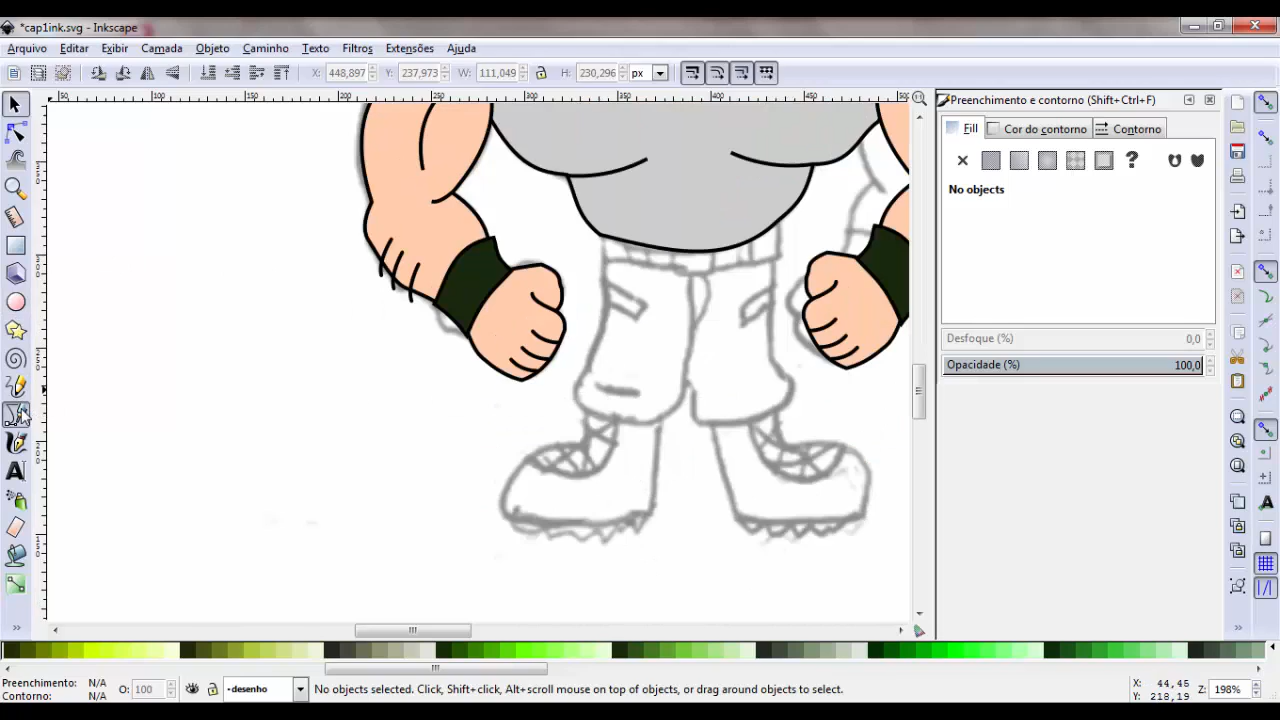 *cap1ink.svg - Inkscape
Arquivo Editar Exibir Camada Objeto Caminho Texto Filtros Extensões Ajuda
X: 448,897 Y: 237,973 W: 111,049 H: 230,296 px
Preenchimento e contorno (Shift+Ctrl+F)
Fill Cor do contorno Contorno
?
No objects
Desfoque (%) 0,0
Opacidade (%) 100,0
Preenchimento: N/A
Contorno: N/A
O: 100
desenho
No objects selected. Click, Shift+click, Alt+scroll mouse on top of objects, or drag around objects to select.
X: 44,45
Y: 218,19
Z: 198%